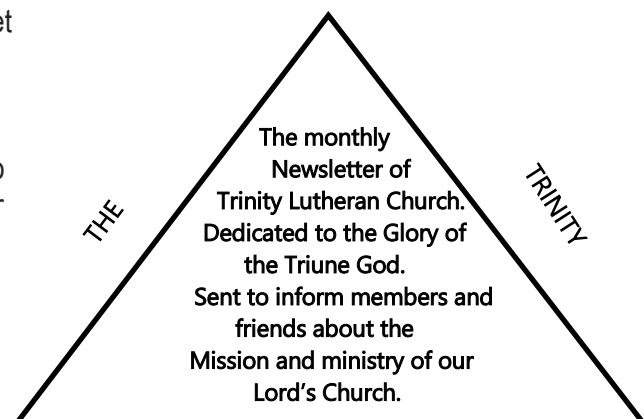 THE
TRINITY
The monthly
Newsletter of
Trinity Lutheran Church.
Dedicated to the Glory of
the Triune God.
Sent to inform members and
friends about the
Mission and ministry of our
Lord’s Church.